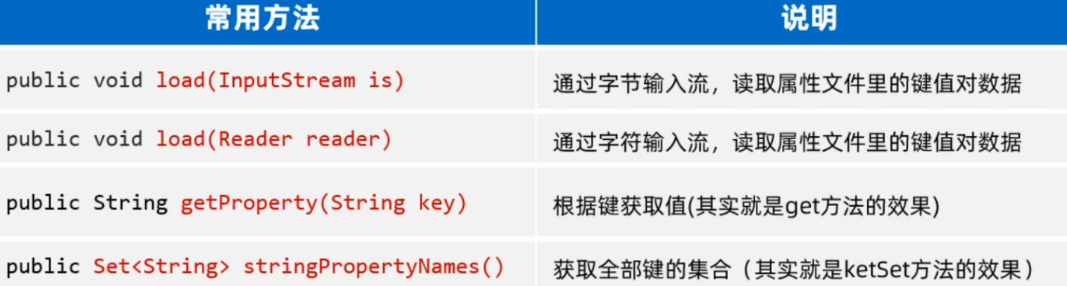 常用方法 说明
public void load(InputStream is) 通过字节输入流，读取属性文件里的键值对数据
public void load(Reader reader) 通过字符输入流，读取属性文件里的键值对数据
public String getProperty(String key) 根据键获取值(其实就是get方法的效果)
public Set<String> stringPropertyNames() 获取全部键的集合（其实就是ketSet方法的效果）